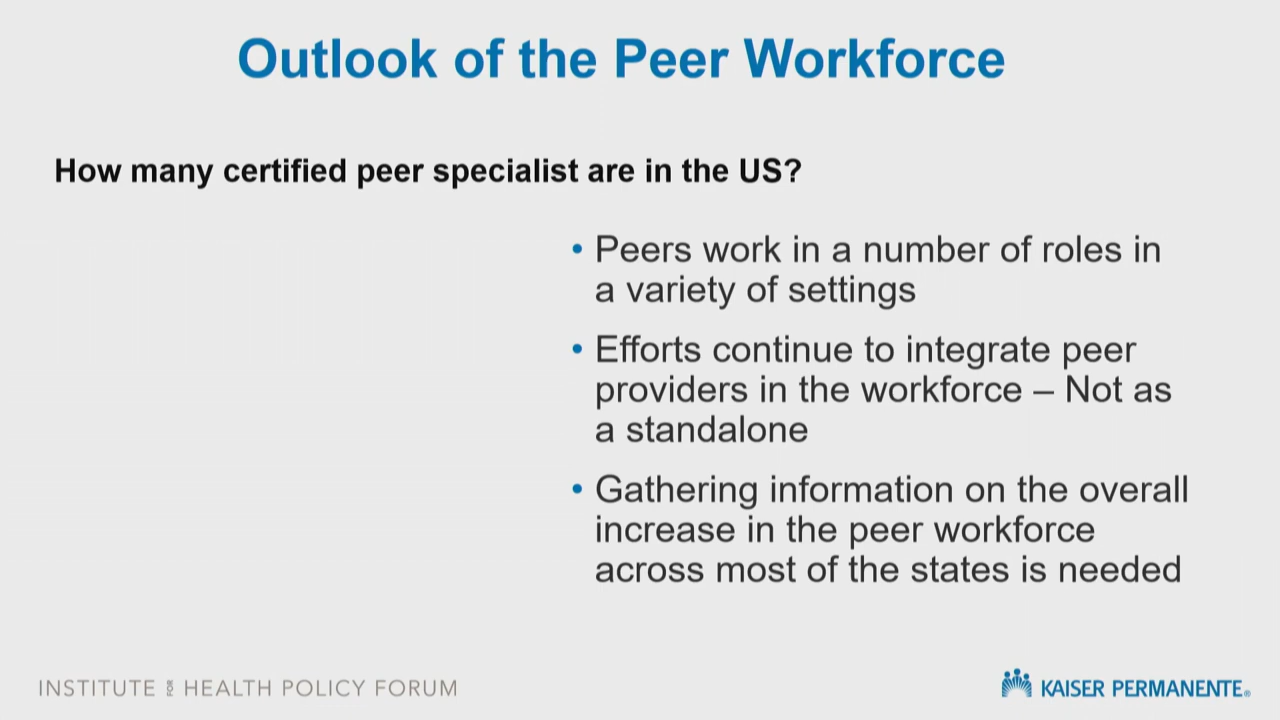 Outlook of the Peer Workforce
How many certified peer specialist are in the US?
• Peers work in a number of roles in
a variety of settings
• Efforts continue to integrate peer
providers in the workforce – Not as
a standalone
• Gathering information on the overall
increase in the peer workforce
across most of the states is needed
INSTITUTE FOR HEALTH POLICY FORUM
KAISER PERMANENTE®